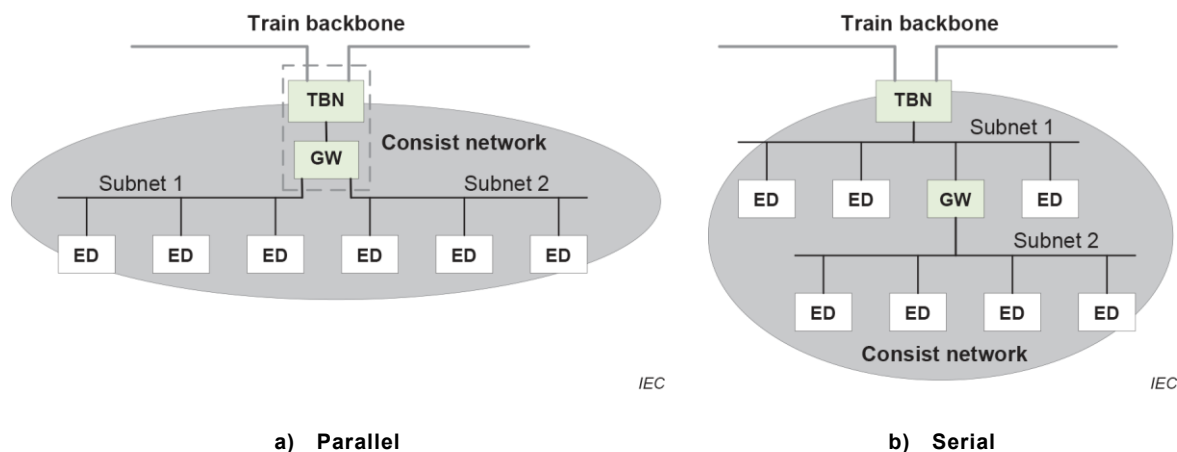 Train backbone
TBN
Consist network
GW
Subnet 1
Subnet 2
ED
ED
ED
ED
ED
ED
IEC
a) Parallel
Train backbone
TBN
Subnet 1
ED
ED
GW
ED
Subnet 2
ED
ED
ED
ED
Consist network
IEC
b) Serial